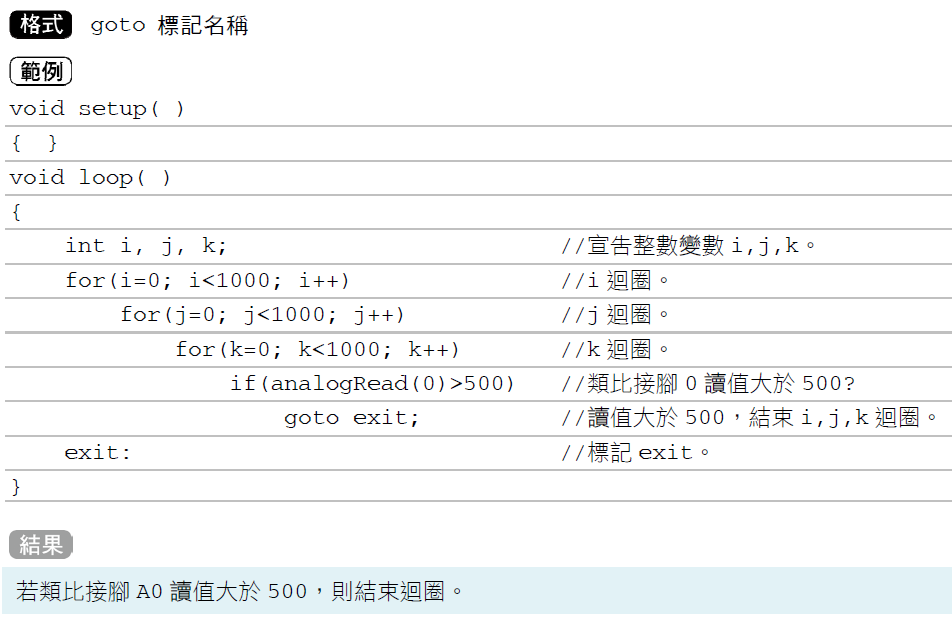 格式 goto 標記名稱
範例
void setup( )
{  }
void loop( )
{
    int i, j, k;    //宣告整數變數 i,j,k。
    for(i=0; i<1000; i++)    //i 迴圈。
        for(j=0; j<1000; j++)    //j 迴圈。
            for(k=0; k<1000; k++)    //k 迴圈。
                if(analogRead(0)>500)    //類比接腳 0 讀值大於 500?
                    goto exit;    //讀值大於 500，結束 i,j,k 迴圈。
    exit:    //標記 exit。
}
結果
若類比接腳 A0 讀值大於 500，則結束迴圈。